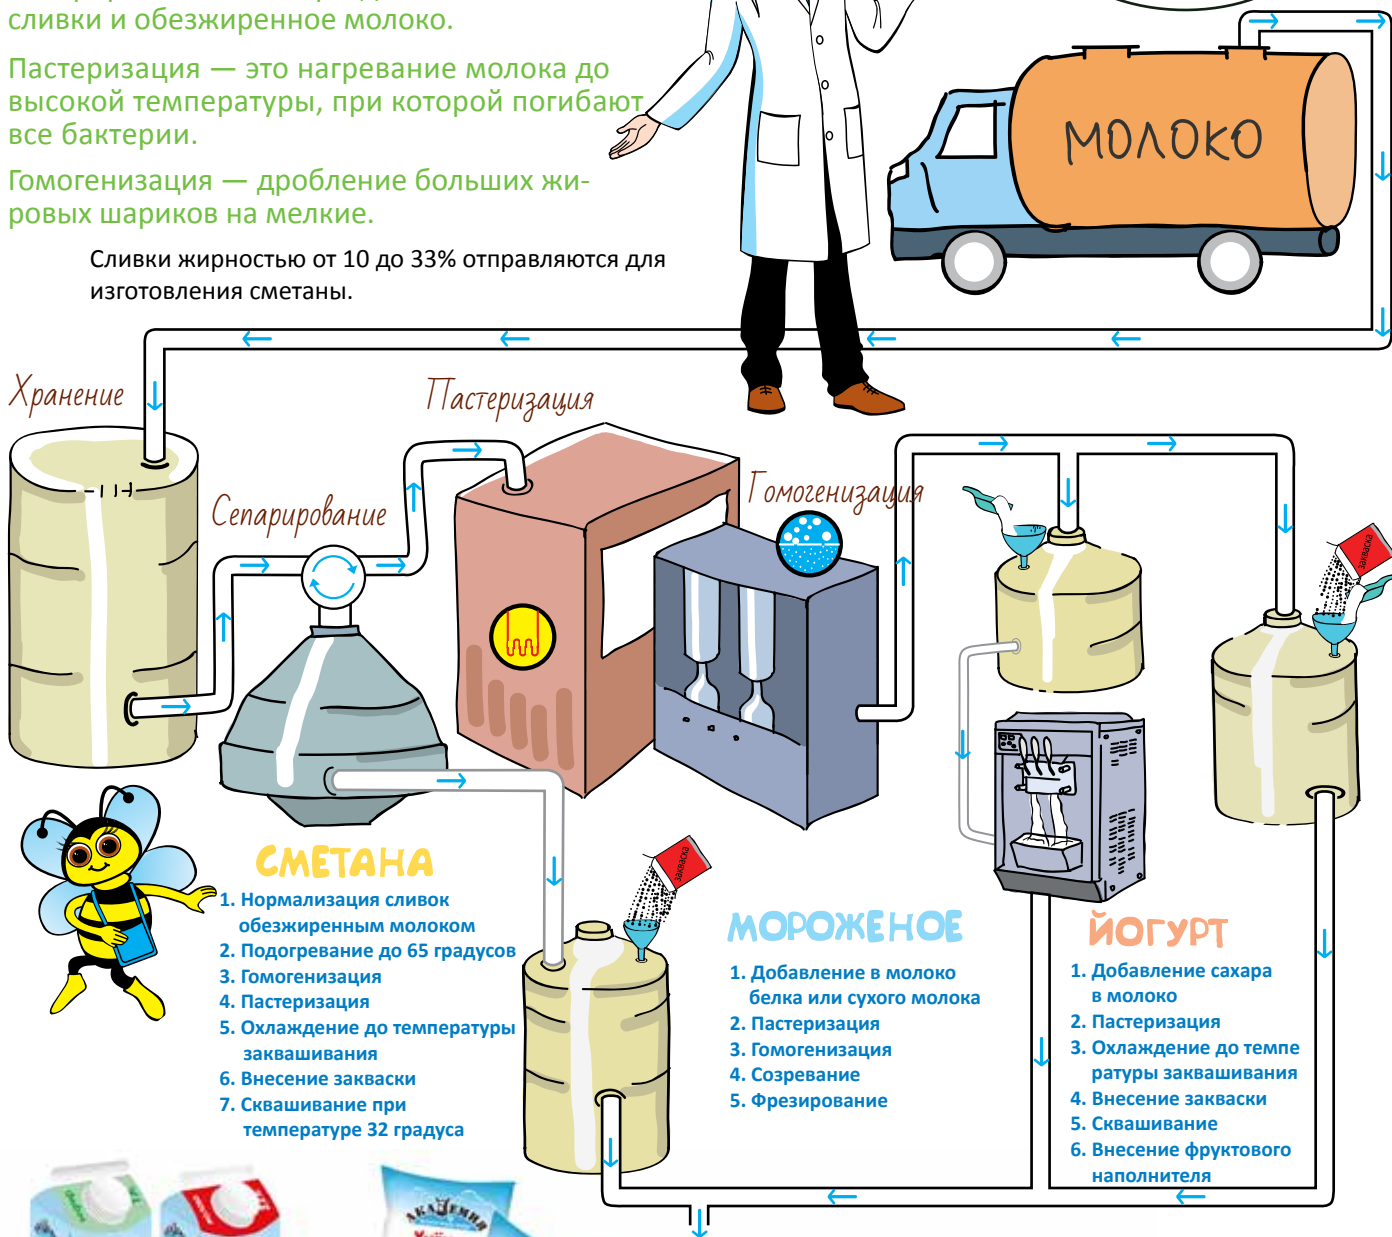 сливки и обезжиренное молоко.
Пастеризация — это нагревание молока до
высокой температуры, при которой погибают
все бактерии.
Гомогенизация — дробление больших жи-
ровых шариков на мелкие.
Сливки жирностью от 10 до 33% отправляются для
изготовления сметаны.
МОЛОКО
Хранение
Пастеризация
Сепарирование
Гомогенизация
закваска
закваска
СМЕТАНА
1. Нормализация сливок
обезжиренным молоком
2. Подогревание до 65 градусов
3. Гомогенизация
4. Пастеризация
5. Охлаждение до температуры
заквашивания
6. Внесение закваски
7. Сквашивание при
температуре 32 градуса
МОРОЖЕНОЕ
1. Добавление в молоко
белка или сухого молока
2. Пастеризация
3. Гомогенизация
4. Созревание
5. Фрезирование
ЙОГУРТ
1. Добавление сахара
в молоко
2. Пастеризация
3. Охлаждение до темпе
ратуры заквашивания
4. Внесение закваски
5. Сквашивание
6. Внесение фруктового
наполнителя
АКАДЕМИЯ